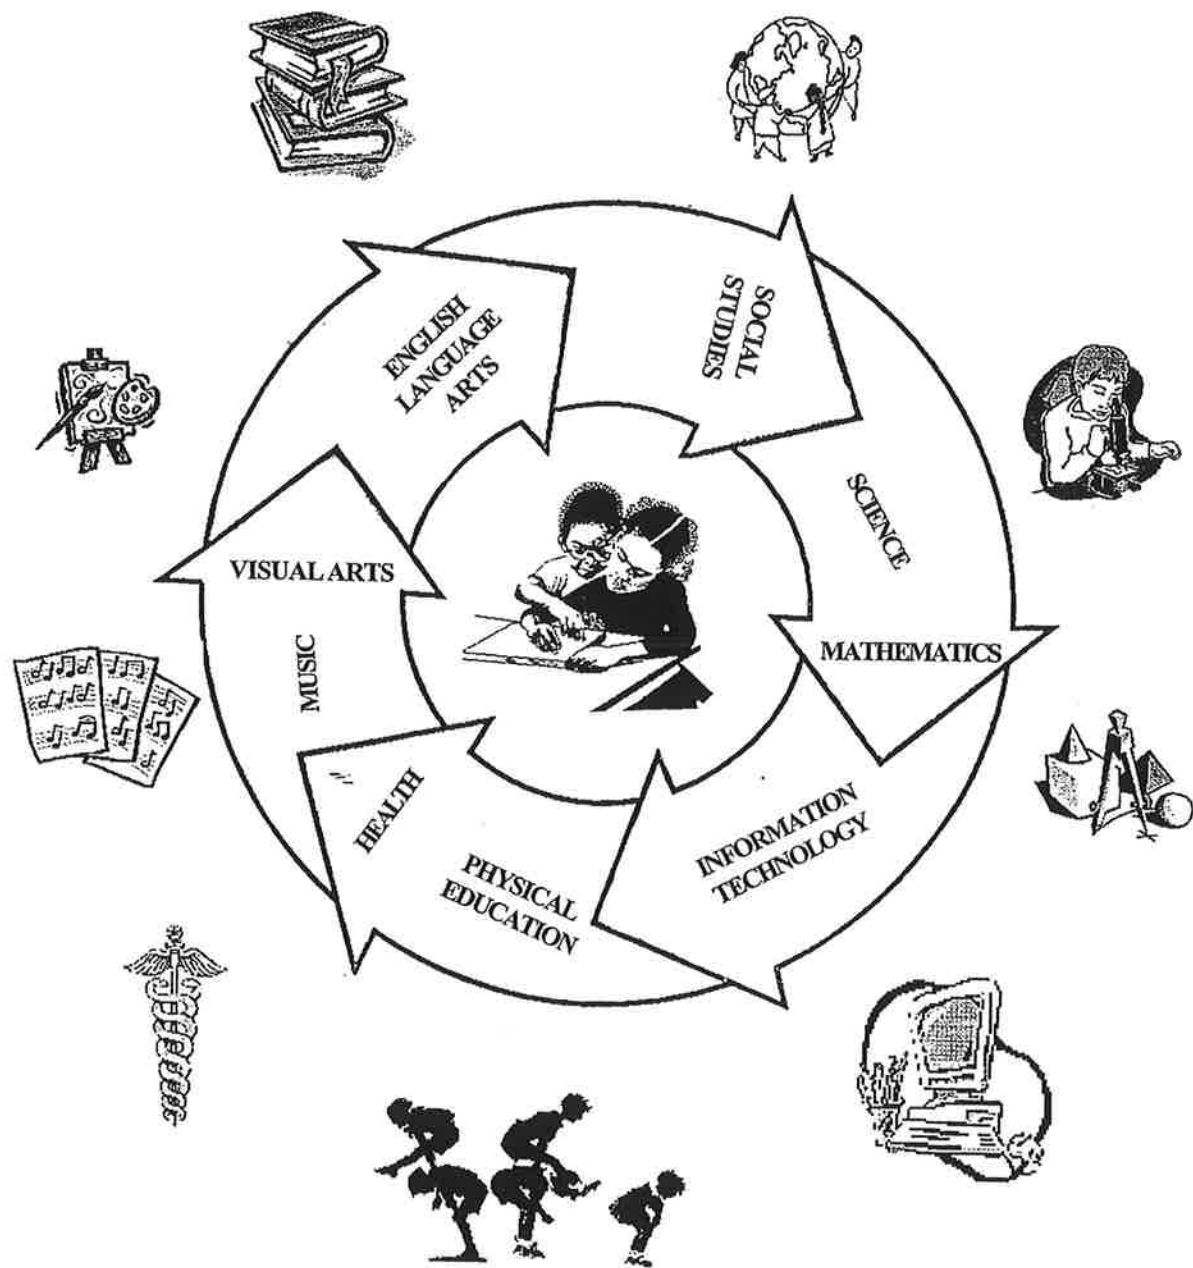 ENGLISH
LANGUAGE
ARTS
SOCIAL
STUDIES
SCIENCE
MATHEMATICS
INFORMATION
TECHNOLOGY
PHYSICAL
EDUCATION
HEALTH
MUSIC
VISUAL ARTS